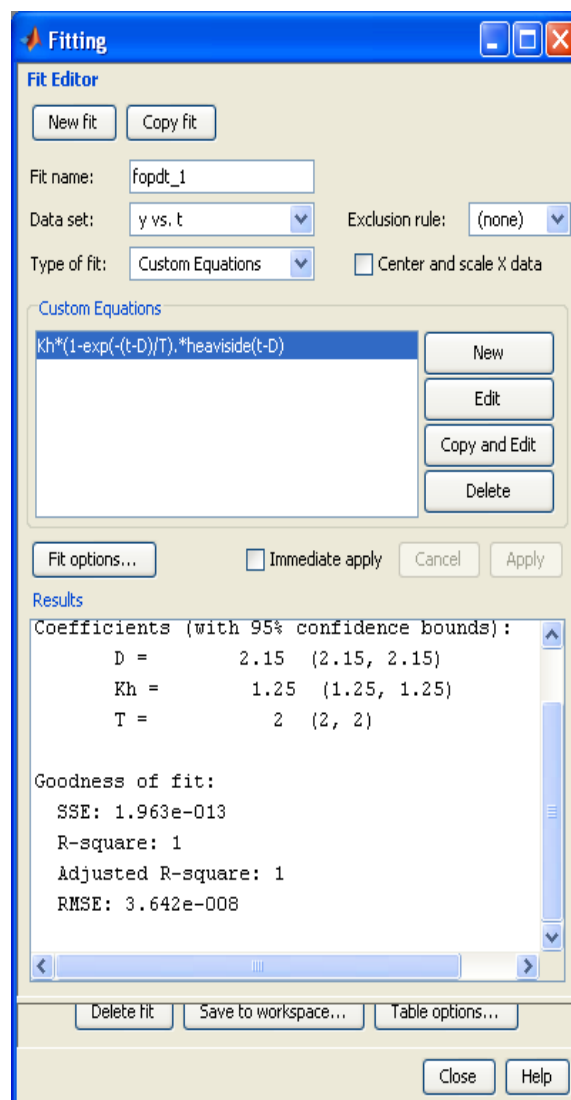 Fitting
Fit Editor
New fit Copy fit
Fit name: fopdt_1
Data set: y vs. t Exclusion rule: (none)
Type of fit: Custom Equations Center and scale X data
Custom Equations
Kh*(1-exp(-(t-D)/T).*heaviside(t-D)
New
Edit
Copy and Edit
Delete
Fit options... Immediate apply Cancel Apply
Results
Coefficients (with 95% confidence bounds):
D = 2.15 (2.15, 2.15)
Kh = 1.25 (1.25, 1.25)
T = 2 (2, 2)
Goodness of fit:
SSE: 1.963e-013
R-square: 1
Adjusted R-square: 1
RMSE: 3.642e-008
Delete fit Save to workspace... Table options...
Close Help